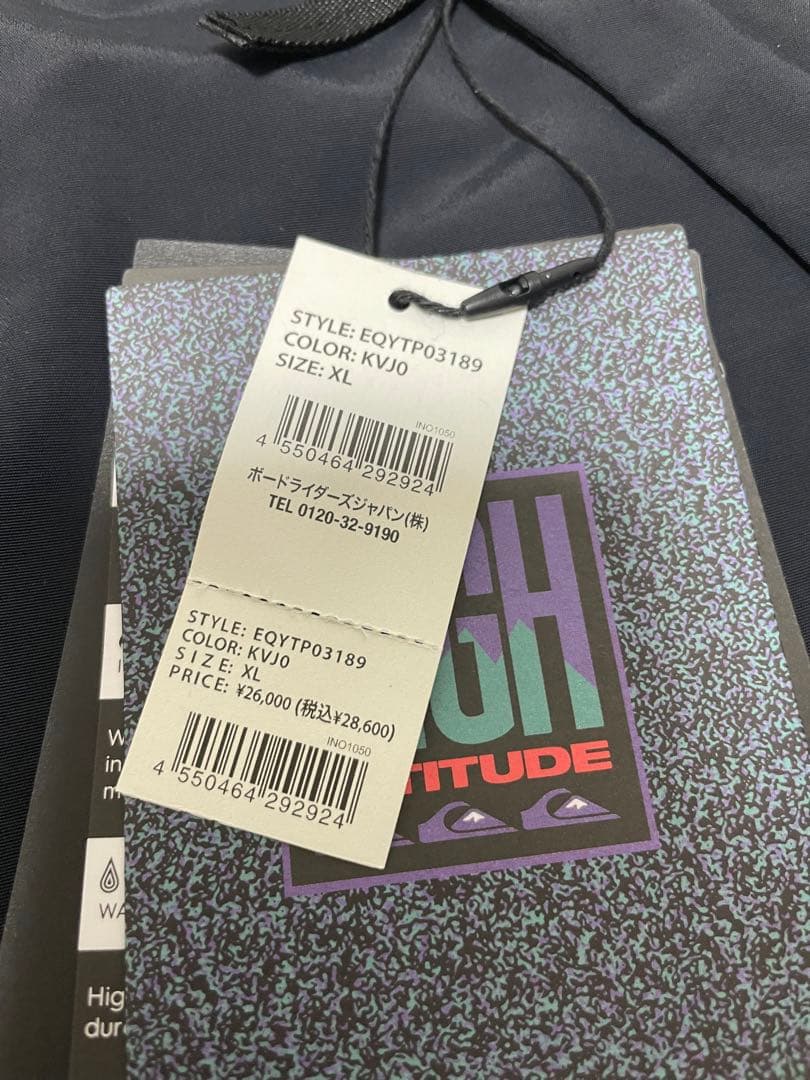 STYLE: EQYTP03189
COLOR: KVJ0
SIZE: XL
INO1050
4 550464 292924
ボードライダーズジャパン(株)
TEL 0120-32-9190
STYLE: EQYTP03189
COLOR: KVJ0
SIZE: XL
PRICE: ¥26,000 (税込¥28,600)
INO1050
4 550464 292924